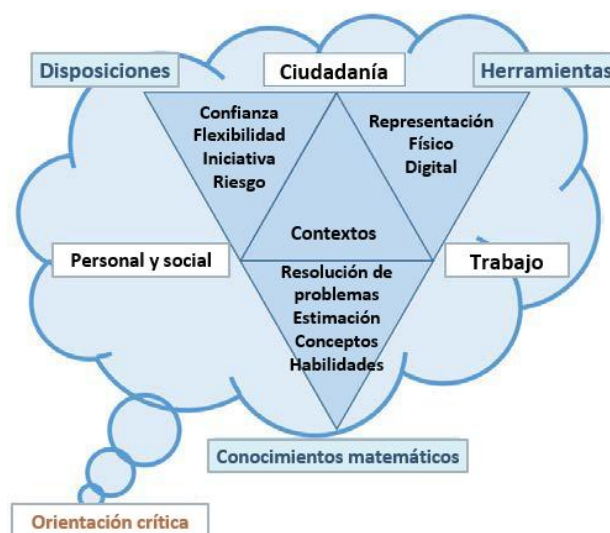 Disposiciones
Ciudadanía
Herramientas
Confianza
Flexibilidad
Iniciativa
Riesgo
Representación
Físico
Digital
Contextos
Personal y social
Trabajo
Resolución de
problemas
Estimación
Conceptos
Habilidades
Conocimientos matemáticos
Orientación crítica